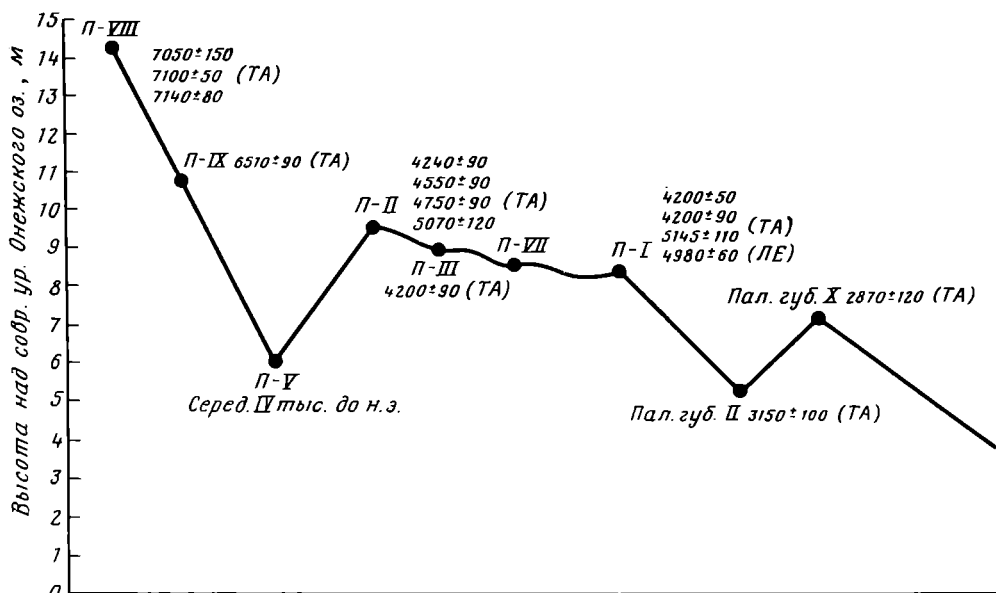 Высота над совр. ур. Онежского оз., м
15
14
13
12
11
10
9
8
7
6
5
4
3
2
1
0
П-VIII
7050±150
7100±50 (ТА)
7140±80
П-IX 6510±90 (ТА)
П-V
Серед. IV тыс. до н.э.
П-II
4240±90
4550±90
4750±90 (ТА)
5070±120
П-III
4200±90 (ТА)
П-VII
П-I
4200±50
4200±90 (ТА)
5145±110
4980±60 (ЛЕ)
Пал. губ. II 3150±100 (ТА)
Пал. губ. X 2870±120 (ТА)